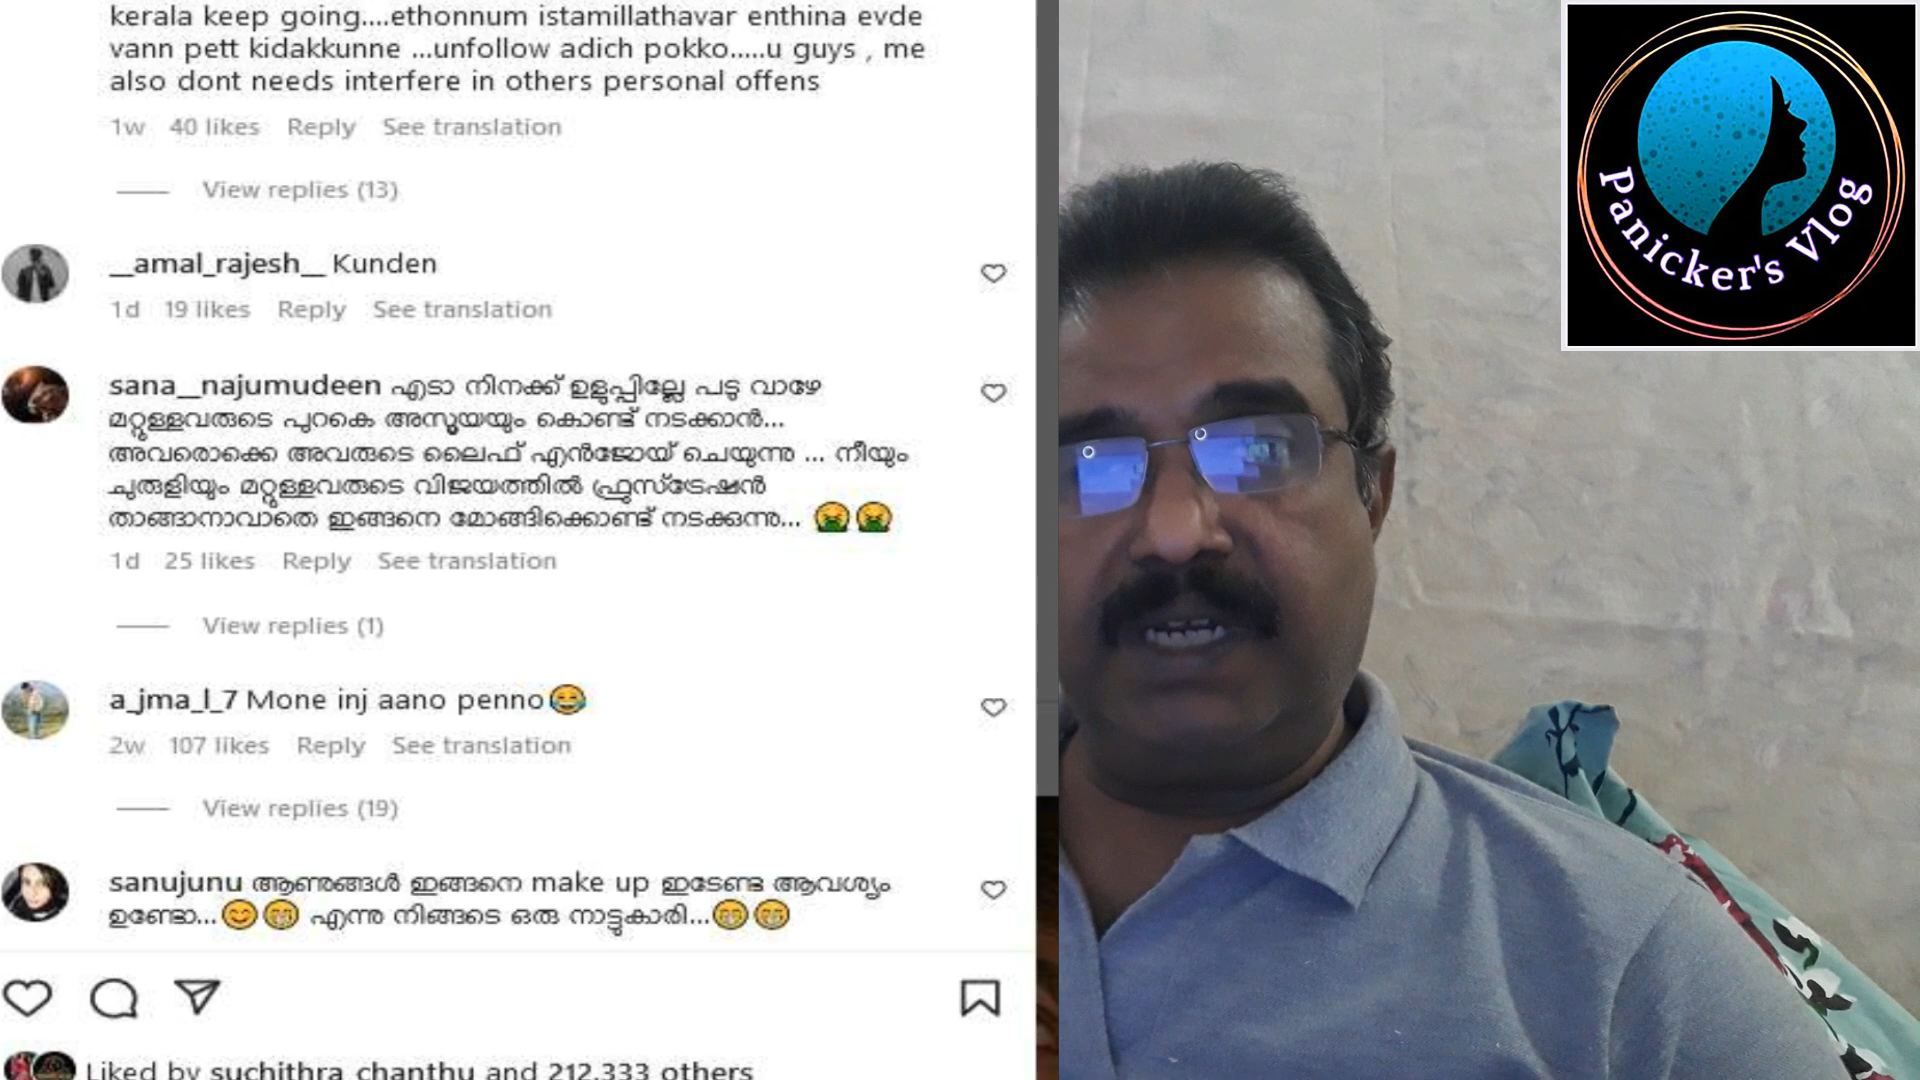 kerala keep going....ethonnum istamillathavar enthina evde
vann pett kidakkunne ...unfollow adich pokko.....u guys , me
also dont needs interfere in others personal offens
1w 40 likes Reply See translation
View replies (13)
__amal_rajesh__ Kunden
1d 19 likes Reply See translation
sana__najumudeen എടാ നിനക്ക് ഉളുപ്പില്ലേ പടു വാഴേ
മറ്റുള്ളവരുടെ പുറകെ അസൂയയും കൊണ്ട് നടക്കാൻ...
അവരൊക്കെ അവരുടെ ലൈഫ് എൻജോയ് ചെയുന്നു ... നീയും
ചുരുളിയും മറ്റുള്ളവരുടെ വിജയത്തിൽ ഫ്രുസ്ട്രേഷൻ
താങ്ങാനാവാതെ ഇങ്ങനെ മോങ്ങിക്കൊണ്ട് നടക്കുന്നു... 🤮🤮
1d 25 likes Reply See translation
View replies (1)
a_jma_l_7 Mone inj aano penno😂
2w 107 likes Reply See translation
View replies (19)
sanujunu ആണുങ്ങൾ ഇങ്ങനെ make up ഇടേണ്ട ആവശ്യം
ഉണ്ടോ...😊😁 എന്നു നിങ്ങടെ ഒരു നാട്ടുകാരി...😁😁
Liked by suchithra_chanthu and 212,333 others
Panicker's Vlog